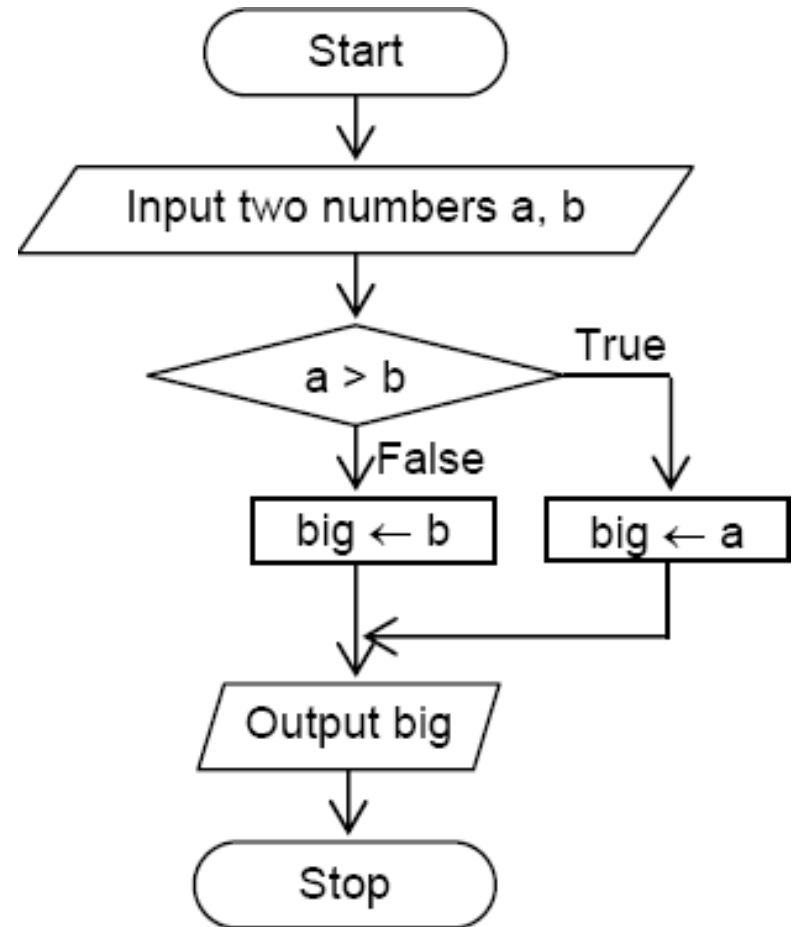 Start
Input two numbers a, b
a > b
True
False
big ← b
big ← a
Output big
Stop